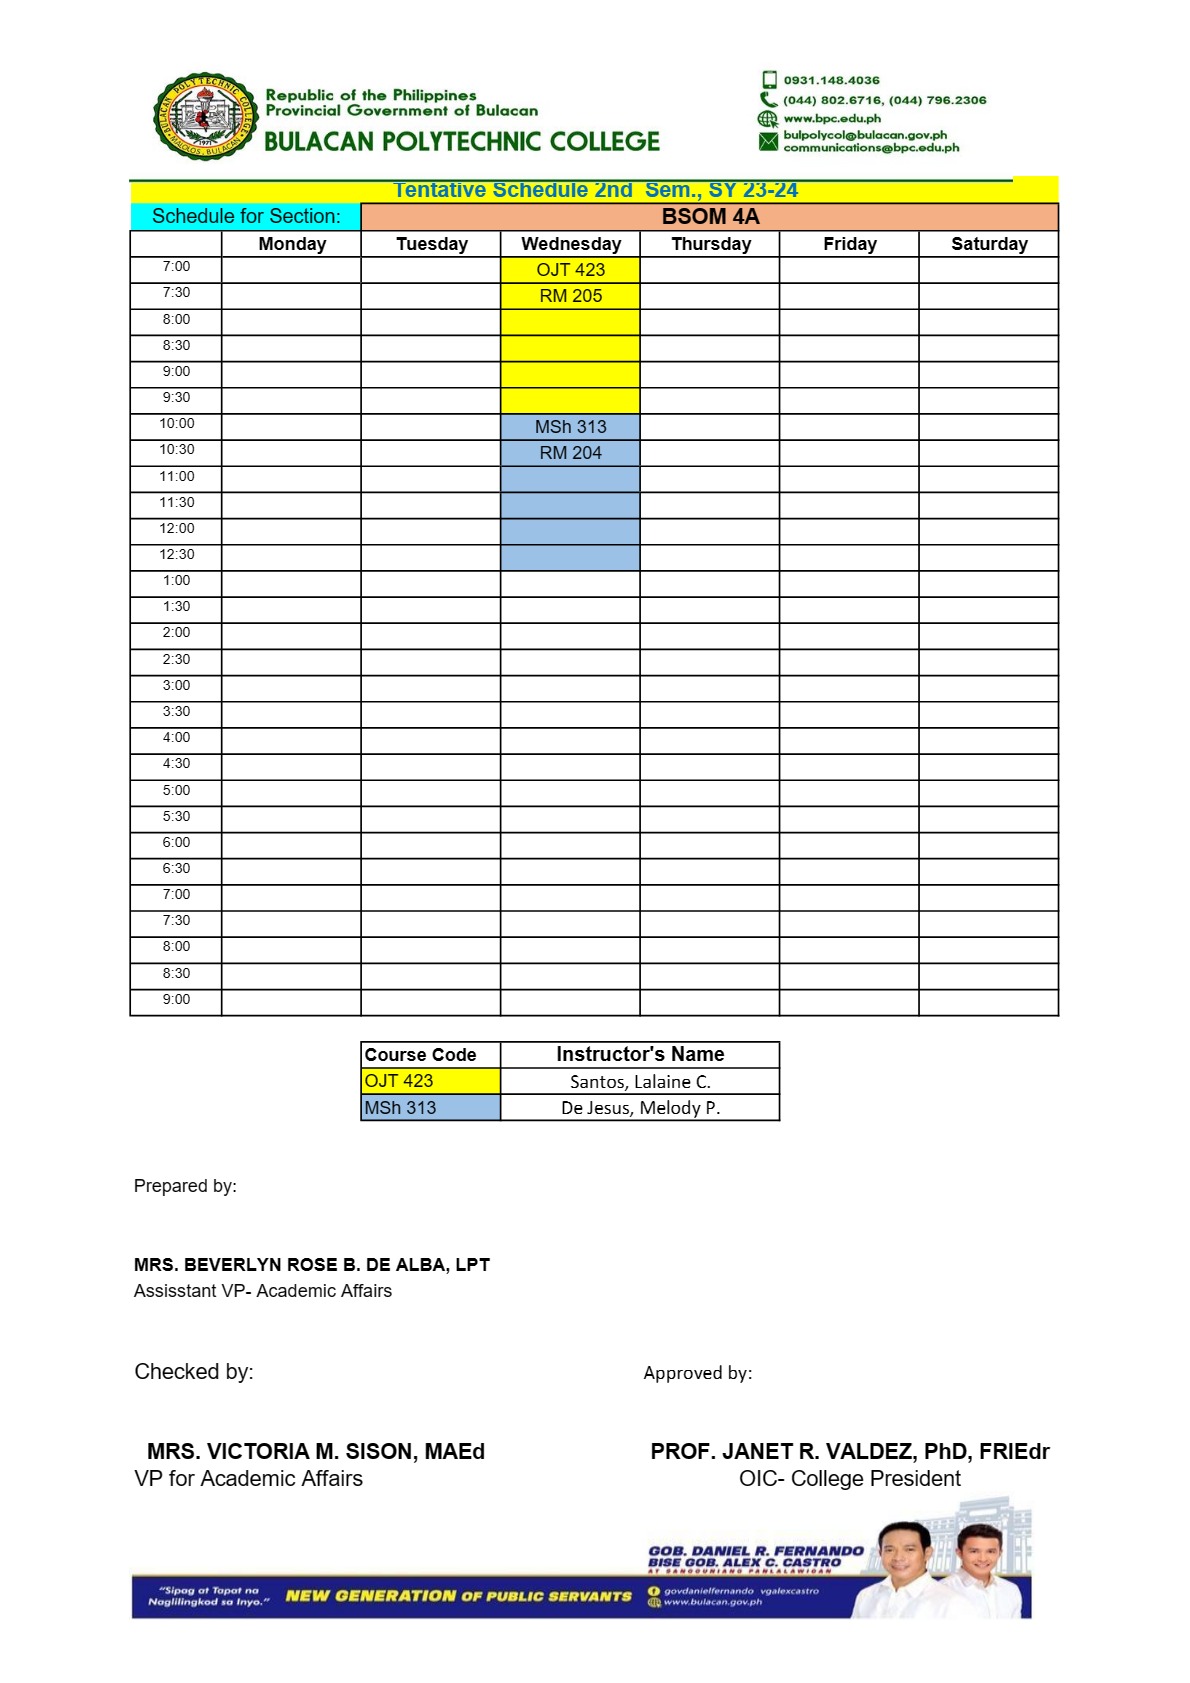 BULACAN POLYTECHNIC COLLEGE
MALOLOS, BULACAN
1971
Republic of the Philippines
Provincial Government of Bulacan
BULACAN POLYTECHNIC COLLEGE
0931.148.4036
(044) 802.6716, (044) 796.2306
www.bpc.edu.ph
bulpolycol@bulacan.gov.ph
communications@bpc.edu.ph
Tentative Schedule 2nd Sem., SY 23-24
Schedule for Section: BSOM 4A
Monday Tuesday Wednesday Thursday Friday Saturday
7:00 OJT 423
7:30 RM 205
8:00
8:30
9:00
9:30
10:00 MSh 313
10:30 RM 204
11:00
11:30
12:00
12:30
1:00
1:30
2:00
2:30
3:00
3:30
4:00
4:30
5:00
5:30
6:00
6:30
7:00
7:30
8:00
8:30
9:00
Course Code Instructor's Name
OJT 423 Santos, Lalaine C.
MSh 313 De Jesus, Melody P.
Prepared by:
MRS. BEVERLYN ROSE B. DE ALBA, LPT
Assisstant VP- Academic Affairs
Checked by: Approved by:
MRS. VICTORIA M. SISON, MAEd PROF. JANET R. VALDEZ, PhD, FRIEdr
VP for Academic Affairs OIC- College President
GOB. DANIEL R. FERNANDO
BISE GOB. ALEX C. CASTRO
AT SANGGUNIANG PANLALAWIGAN
“Sipag at Tapat na
Naglilingkod sa Inyo.”
NEW GENERATION OF PUBLIC SERVANTS
govdanielfernando vgalexcastro
www.bulacan.gov.ph